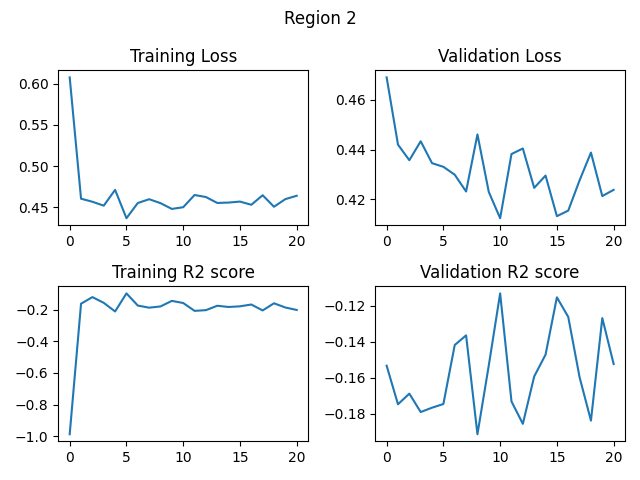 Region 2
Training Loss
Validation Loss
0.60
0.55
0.50
0.45
0 5 10 15 20
0.46
0.44
0.42
0 5 10 15 20
Training R2 score
Validation R2 score
−0.2
−0.4
−0.6
−0.8
−1.0
0 5 10 15 20
−0.12
−0.14
−0.16
−0.18
0 5 10 15 20